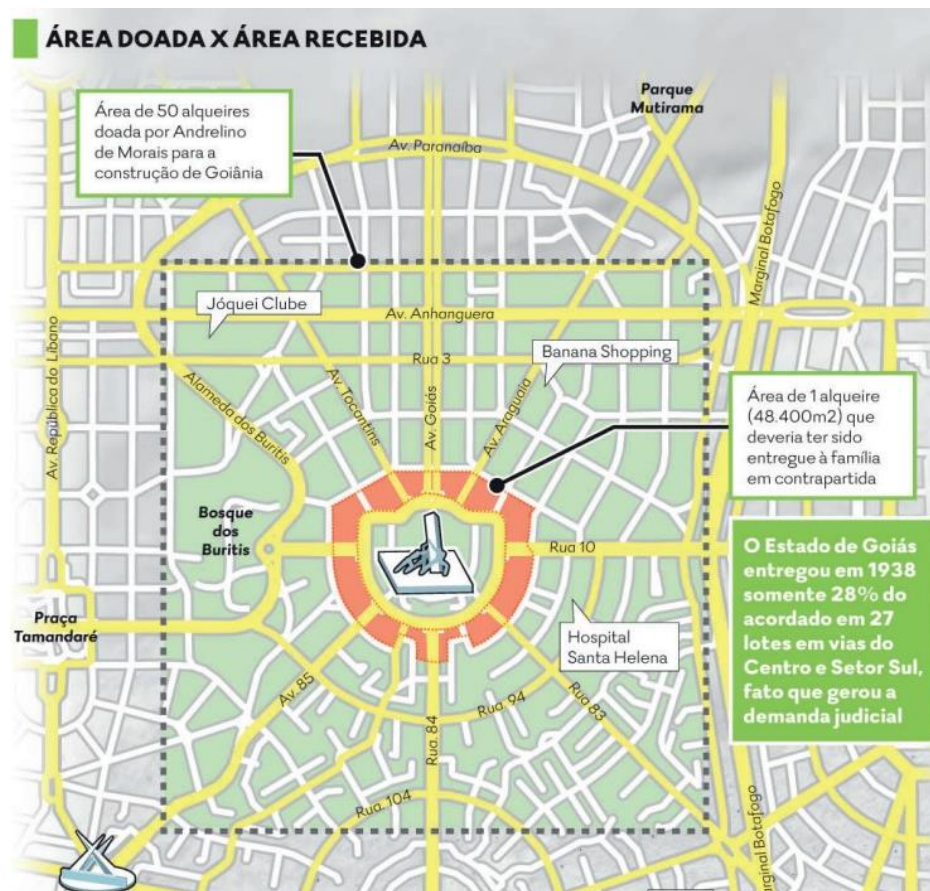 ÁREA DOADA X ÁREA RECEBIDA
Área de 50 alqueires
doada por Andrelino
de Morais para a
construção de Goiânia
Parque
Mutirama
Av. Paranaíba
Marginal Botafogo
Jóquei Clube
Av. Anhanguera
Av. República do Líbano
Rua 3
Banana Shopping
Alameda dos Buritis
Av. Tocantins
Av. Goiás
Av. Araguaia
Área de 1 alqueire
(48.400m2) que
deveria ter sido
entregue à família
em contrapartida
Bosque
dos
Buritis
Rua 10
O Estado de Goiás
entregou em 1938
somente 28% do
acordado em 27
lotes em vias do
Centro e Setor Sul,
fato que gerou a
demanda judicial
Praça
Tamandaré
Hospital
Santa Helena
Av. 85
Rua. 94
Rua 83
Rua. 84
Rua. 104
Marginal Botafogo